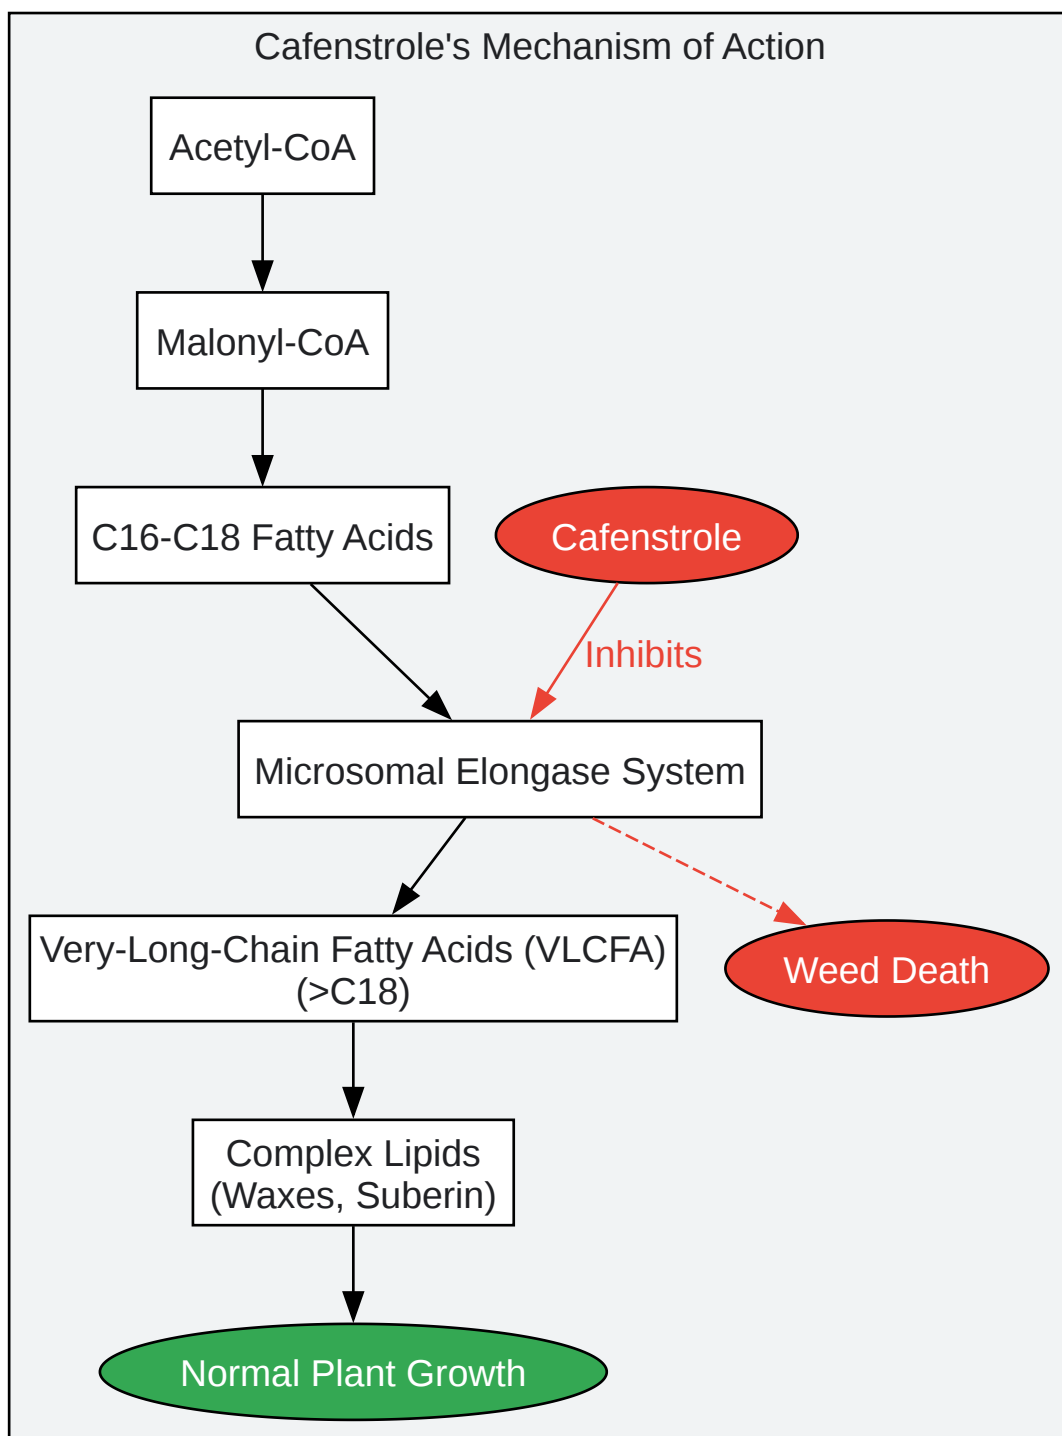 Cafenstrole's Mechanism of Action
Acetyl-CoA
Malonyl-CoA
C16-C18 Fatty Acids
Cafenstrole
Inhibits
Microsomal Elongase System
Very-Long-Chain Fatty Acids (VLCFA)
(>C18)
Weed Death
Complex Lipids
(Waxes, Suberin)
Normal Plant Growth